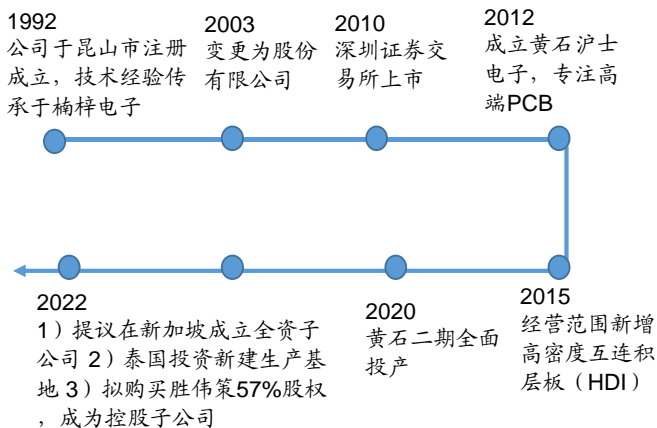 1992
公司于昆山市注册
成立，技术经验传
承于楠梓电子
2003
变更为股份
有限公司
2010
深圳证券交
易所上市
2012
成立黄石沪士
电子，专注高
端PCB
2022
1）提议在新加坡成立全资子
公司 2）泰国投资新建生产基
地 3）拟购买胜伟策57%股权
，成为控股子公司
2020
黄石二期全面
投产
2015
经营范围新增
高密度互连积
层板（HDI）